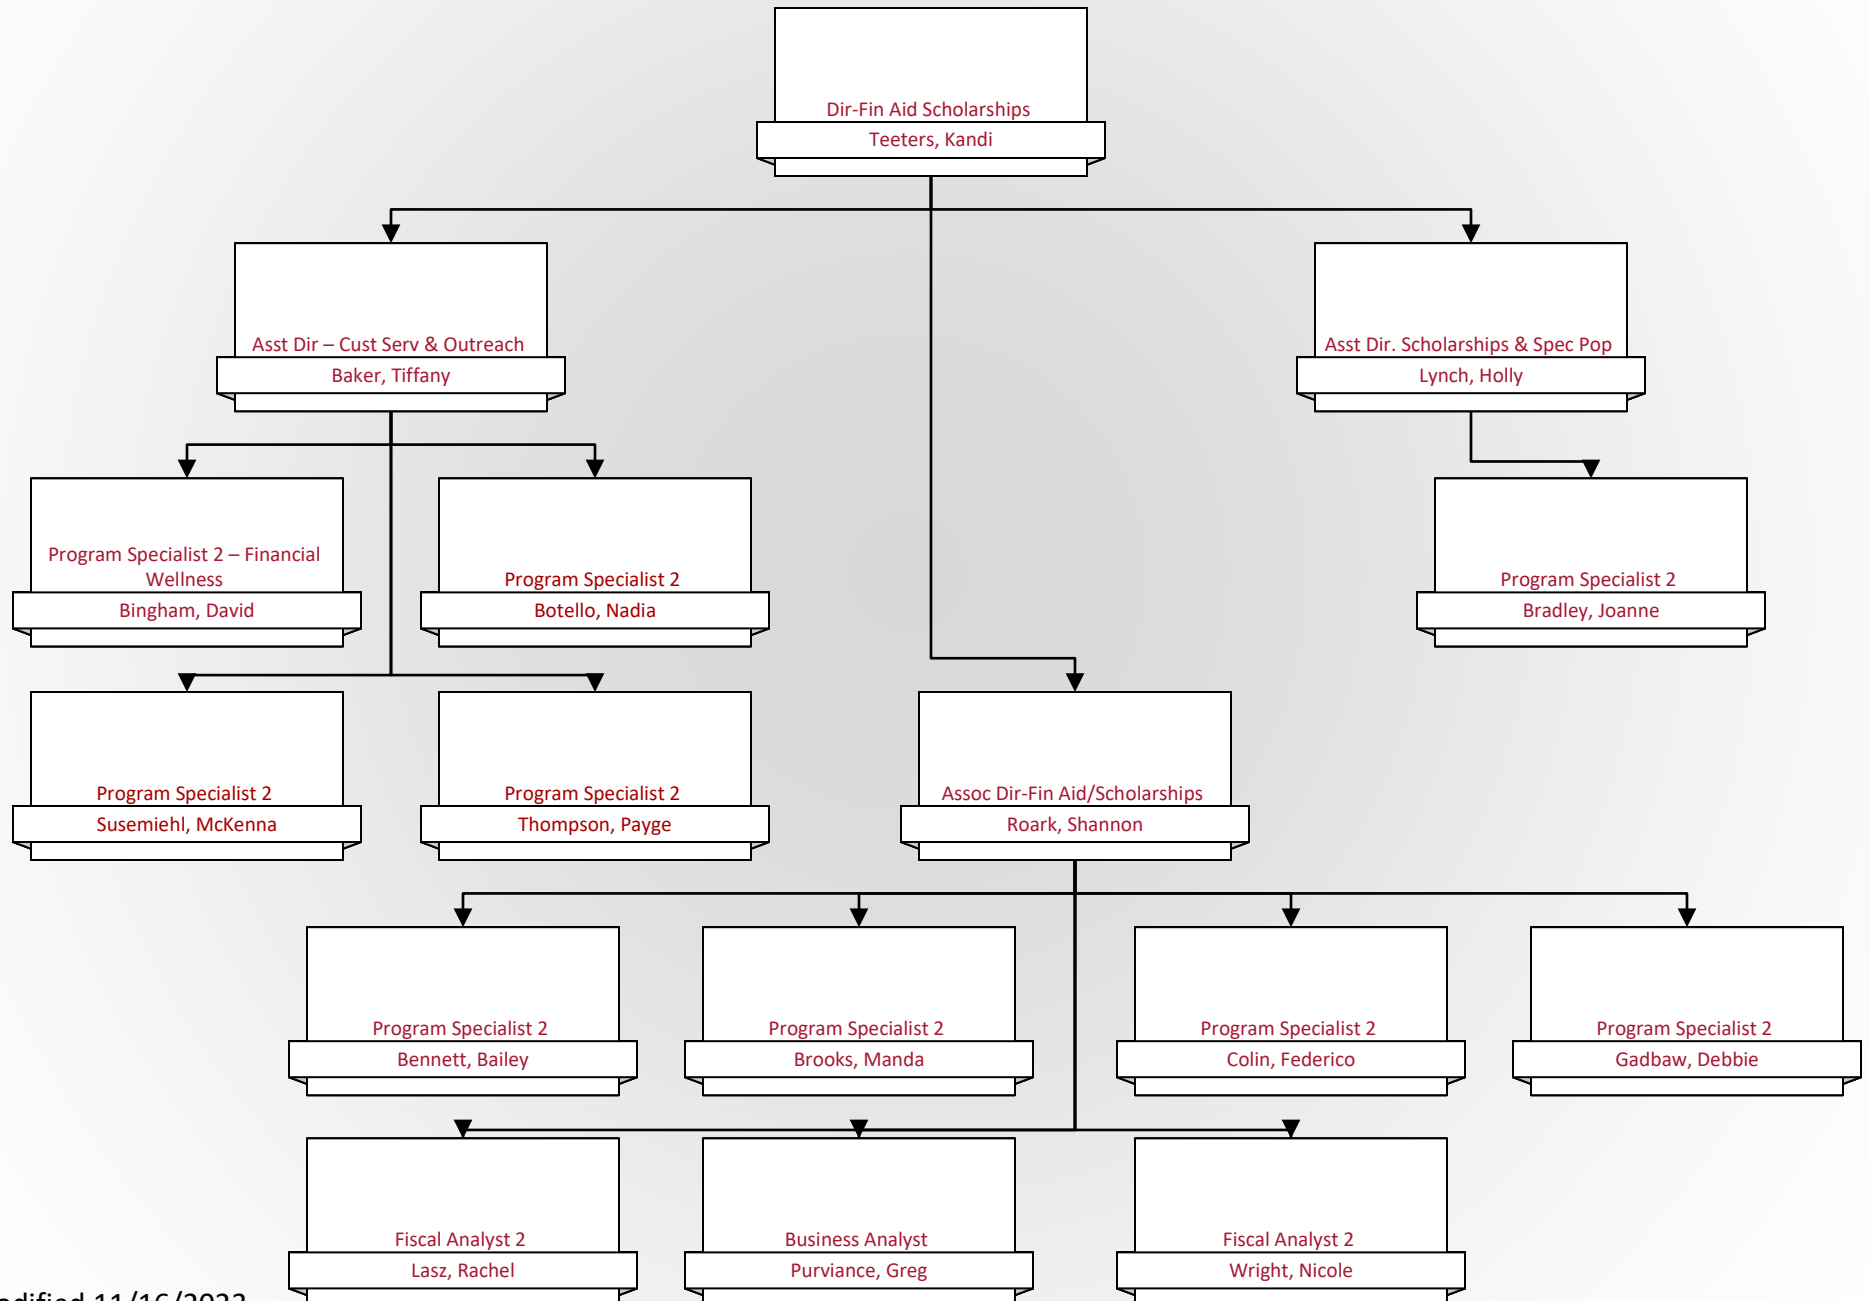 Dir-Fin Aid Scholarships
Teeters, Kandi
Asst Dir – Cust Serv & Outreach
Baker, Tiffany
Asst Dir. Scholarships & Spec Pop
Lynch, Holly
Program Specialist 2 – Financial
Wellness
Bingham, David
Program Specialist 2
Botello, Nadia
Program Specialist 2
Bradley, Joanne
Program Specialist 2
Susemiehl, McKenna
Program Specialist 2
Thompson, Payge
Assoc Dir-Fin Aid/Scholarships
Roark, Shannon
Program Specialist 2
Bennett, Bailey
Program Specialist 2
Brooks, Manda
Program Specialist 2
Colin, Federico
Program Specialist 2
Gadbaw, Debbie
Fiscal Analyst 2
Lasz, Rachel
Business Analyst
Purviance, Greg
Fiscal Analyst 2
Wright, Nicole